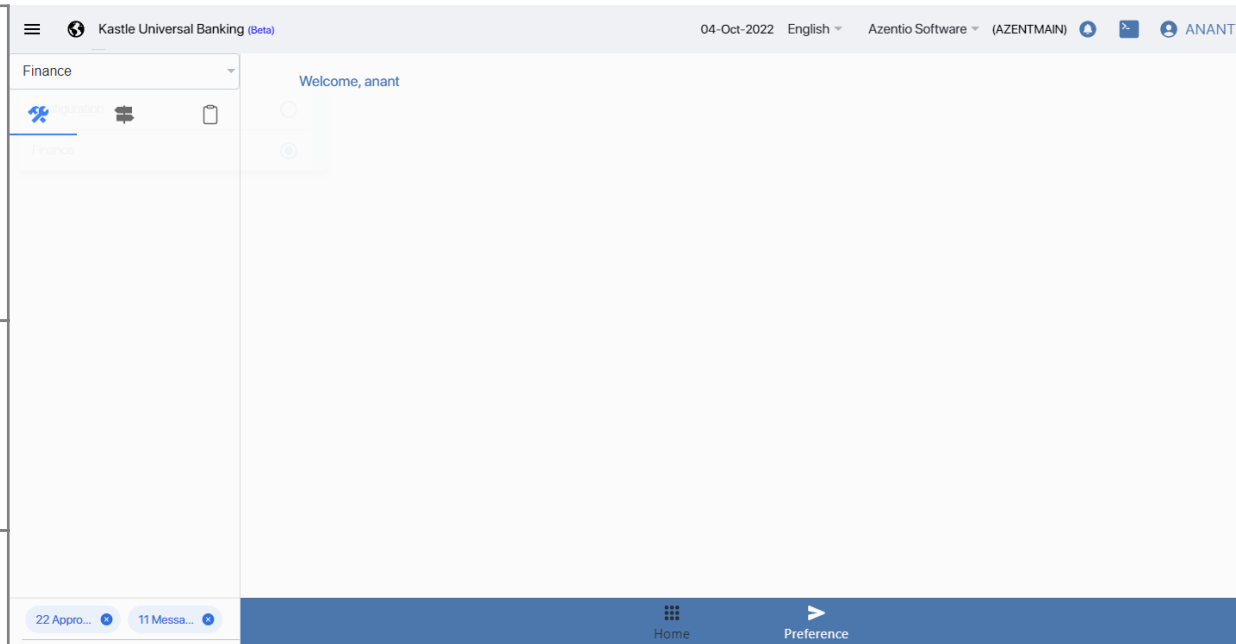 Kastle Universal Banking (Beta)
04-Oct-2022 English Azentio Software (AZENTMAIN) ANANT
Finance
Welcome, anant
Finance
22 Appro... 11 Messa...
Home Preference